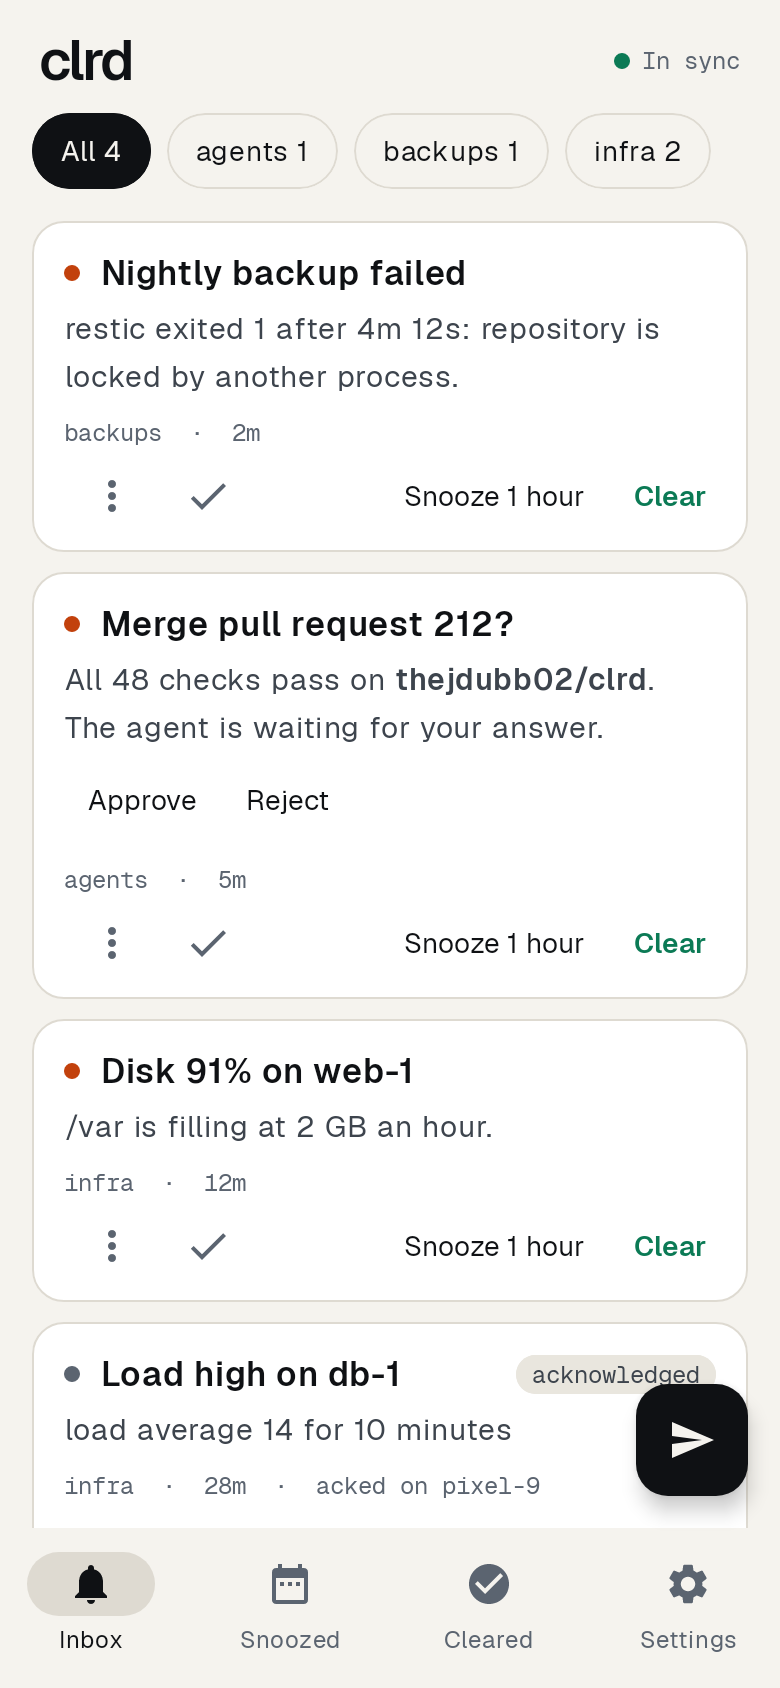 clrd
In sync
All 4
agents 1
backups 1
infra 2
Nightly backup failed
restic exited 1 after 4m 12s: repository is
locked by another process.
backups · 2m
Snooze 1 hour
Clear
Merge pull request 212?
All 48 checks pass on thejdubb02/clrd.
The agent is waiting for your answer.
Approve
Reject
agents · 5m
Snooze 1 hour
Clear
Disk 91% on web-1
/var is filling at 2 GB an hour.
infra · 12m
Snooze 1 hour
Clear
Load high on db-1
acknowledged
load average 14 for 10 minutes
infra · 28m · acked on pixel-9
Inbox
Snoozed
Cleared
Settings